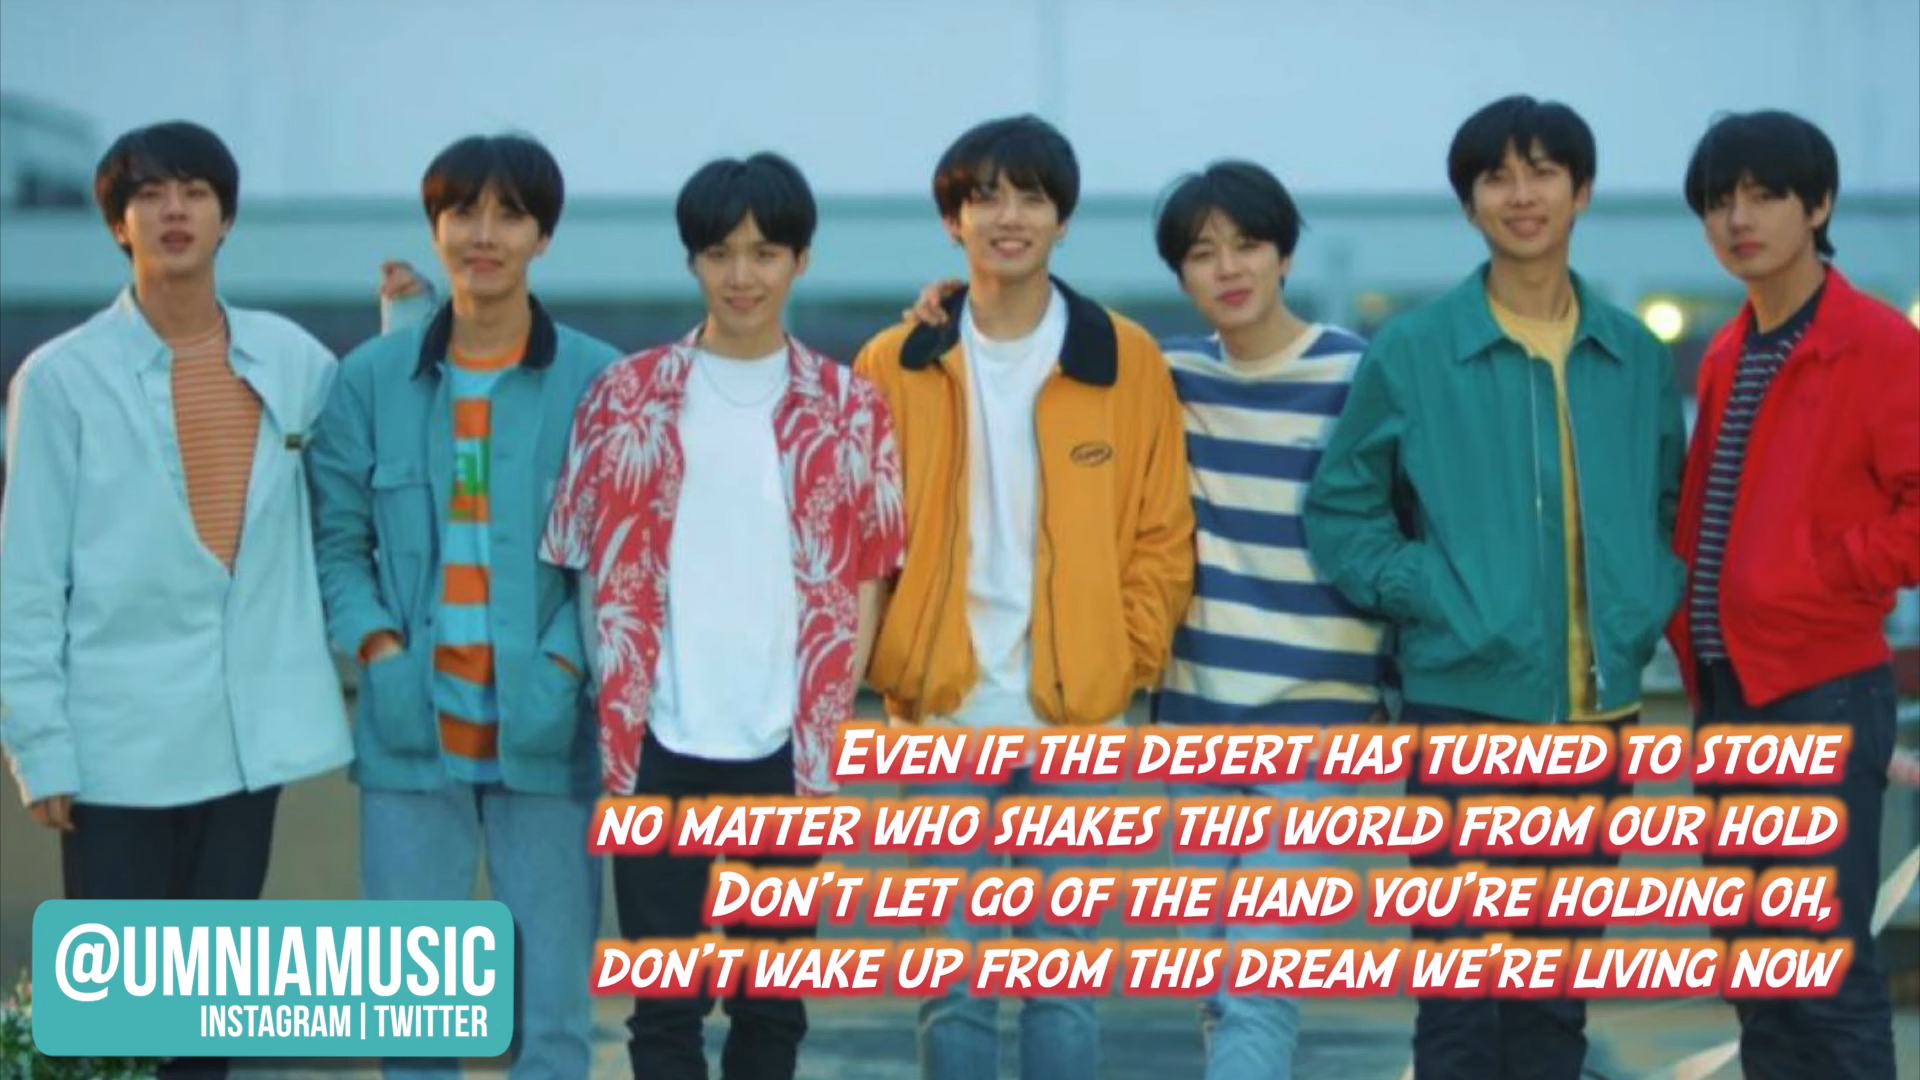 EVEN IF THE DESERT HAS TURNED TO STONE
NO MATTER WHO SHAKES THIS WORLD FROM OUR HOLD
DON'T LET GO OF THE HAND YOU'RE HOLDING OH,
DON'T WAKE UP FROM THIS DREAM WE'RE LIVING NOW
@UMNIAMUSIC
INSTAGRAM | TWITTER